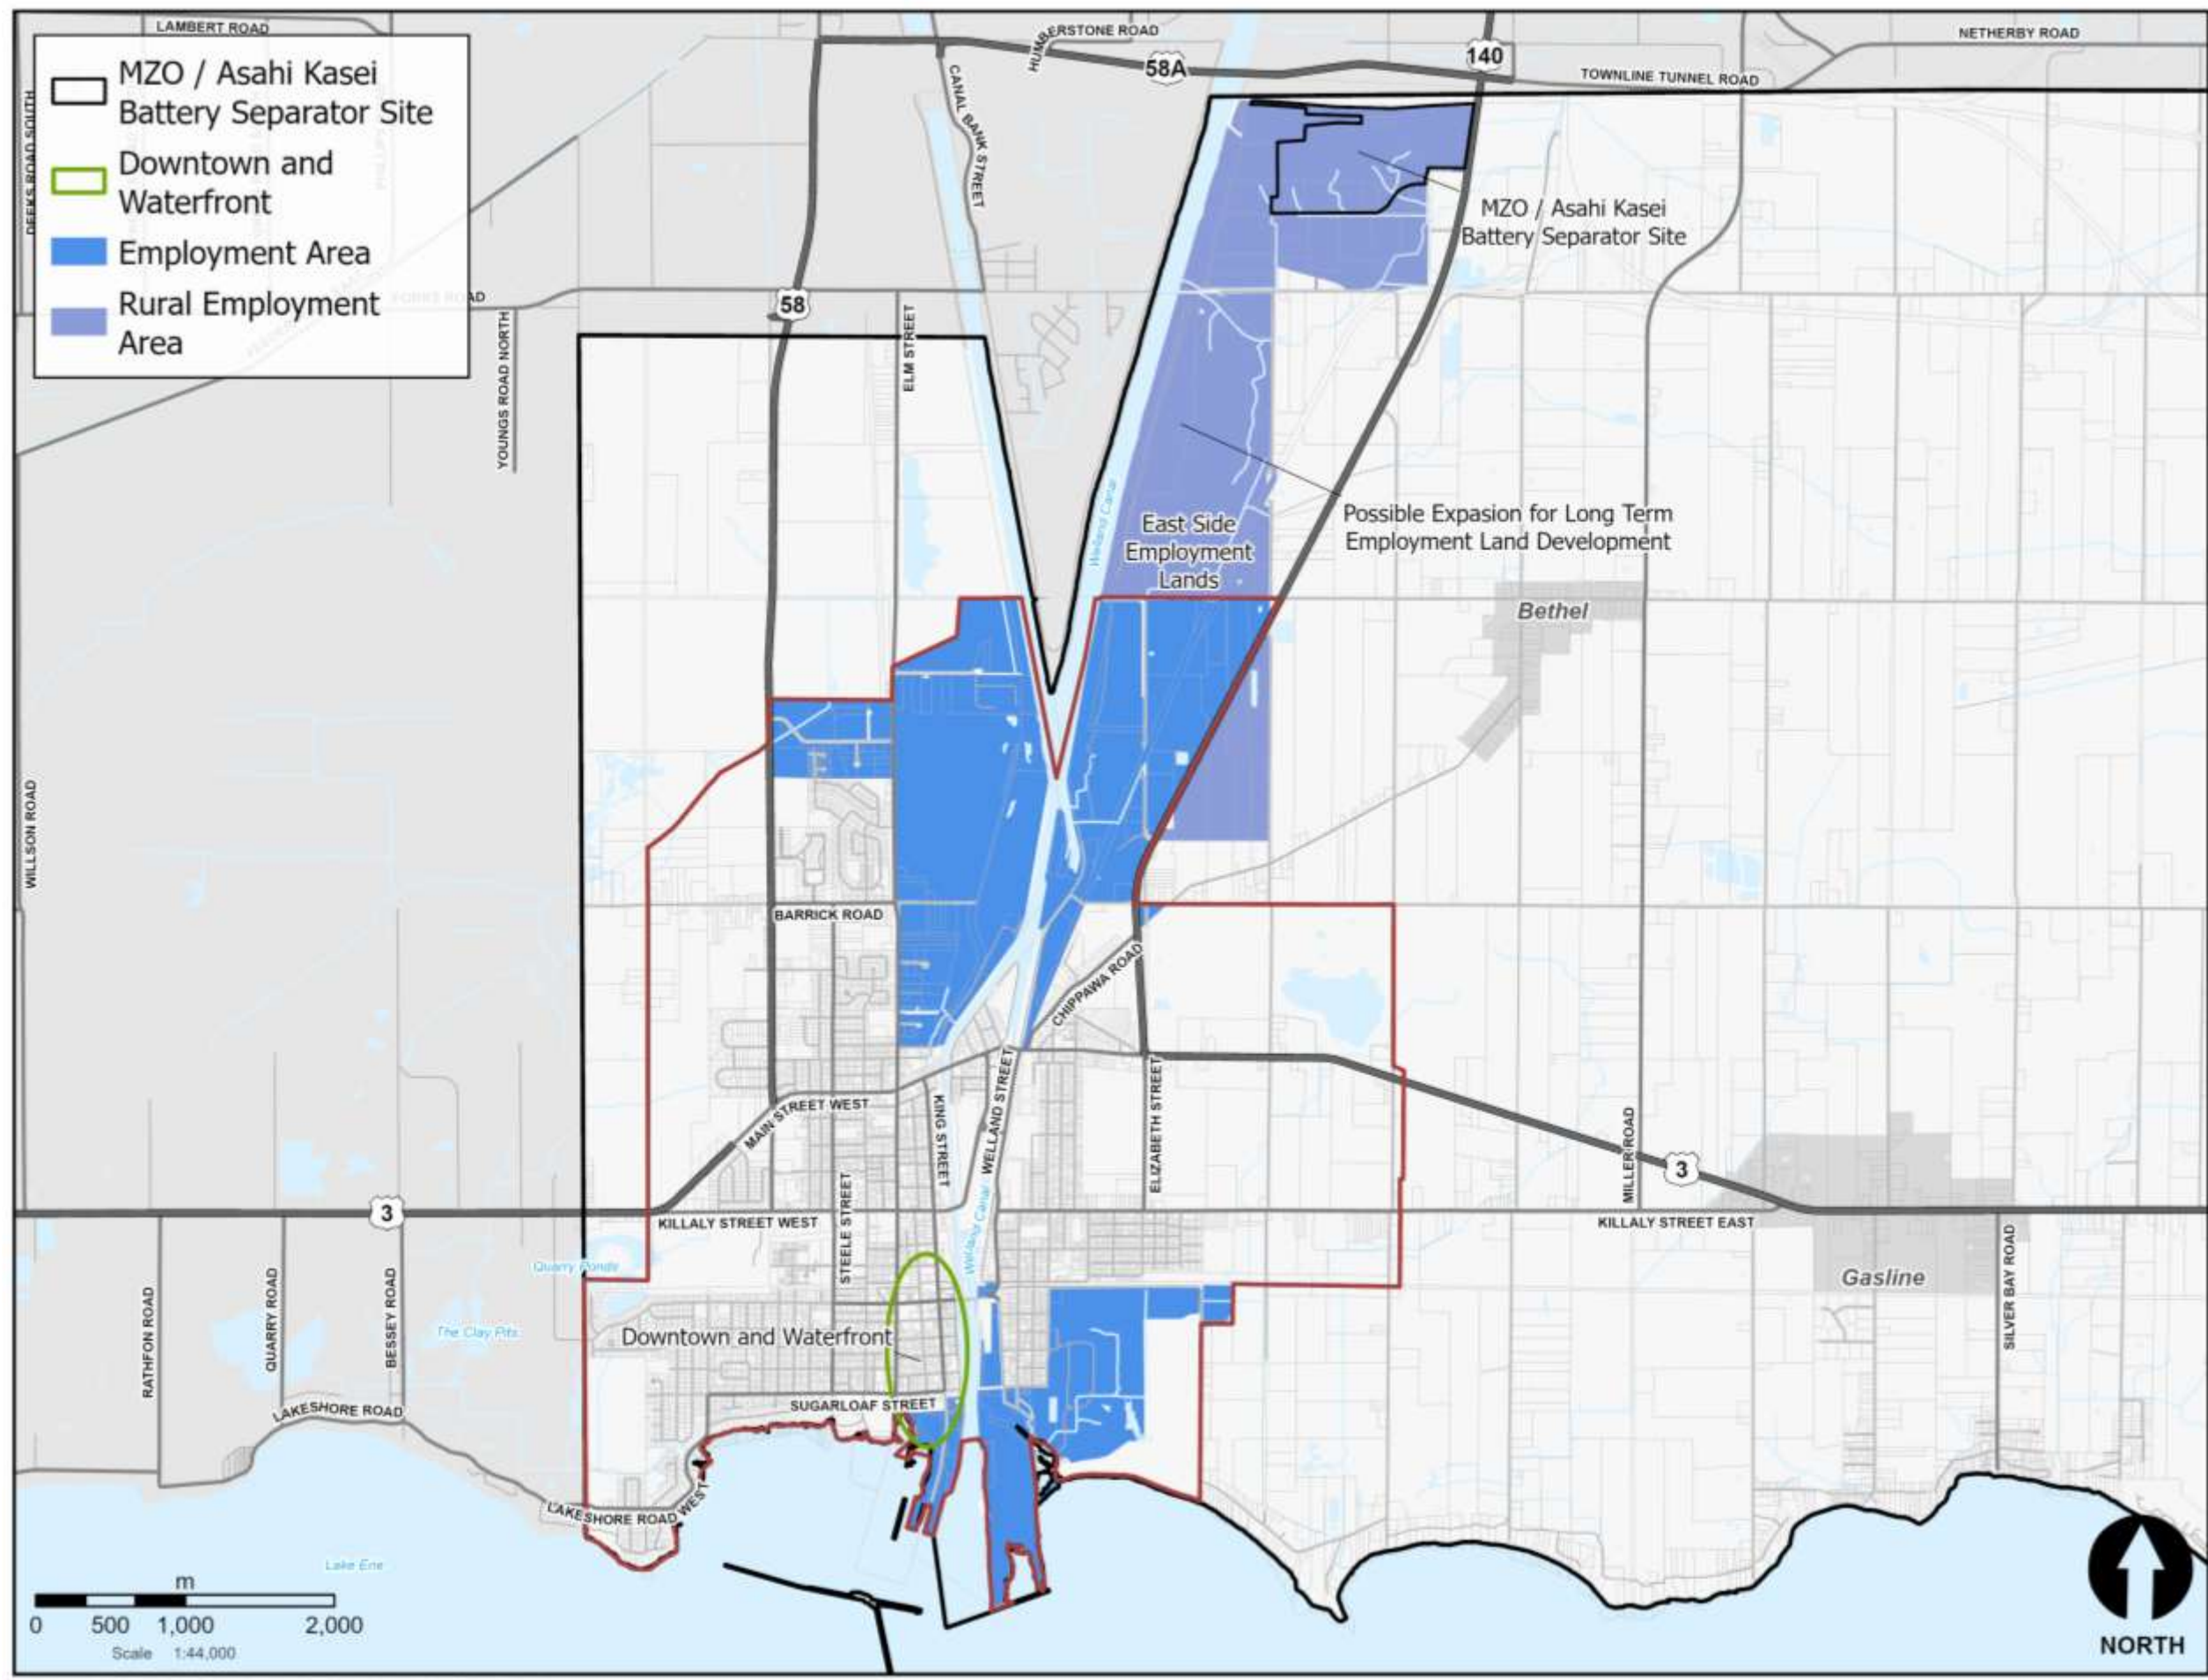 LAMBERT ROAD
HUMBERSTONE ROAD
NETHERBY ROAD
58A
140
TOWNLINE TUNNEL ROAD
MZO / Asahi Kasei
Battery Separator Site
Downtown and
Waterfront
Employment Area
Rural Employment
Area
DEEKS ROAD SOUTH
CANAL BANK STREET
MZO / Asahi Kasei
Battery Separator Site
58
ELM STREET
YOUNGS ROAD NORTH
Welland Canal
East Side
Employment
Lands
Possible Expasion for Long Term
Employment Land Development
Bethel
WILLSON ROAD
BARRICK ROAD
CHIPPAWA ROAD
MAIN STREET WEST
KING STREET
WELLAND STREET
ELIZABETH STREET
MILLER ROAD
3
3
KILLALY STREET WEST
KILLALY STREET EAST
STEELE STREET
Welland Canal
Quarry Ponds
Gasline
SILVER BAY ROAD
RATHFON ROAD
QUARRY ROAD
BESSEY ROAD
The Clay Pits
Downtown and Waterfront
SUGARLOAF STREET
LAKESHORE ROAD
LAKESHORE ROAD WEST
Lake Erie
m
0 500 1,000 2,000
Scale 1:44,000
NORTH